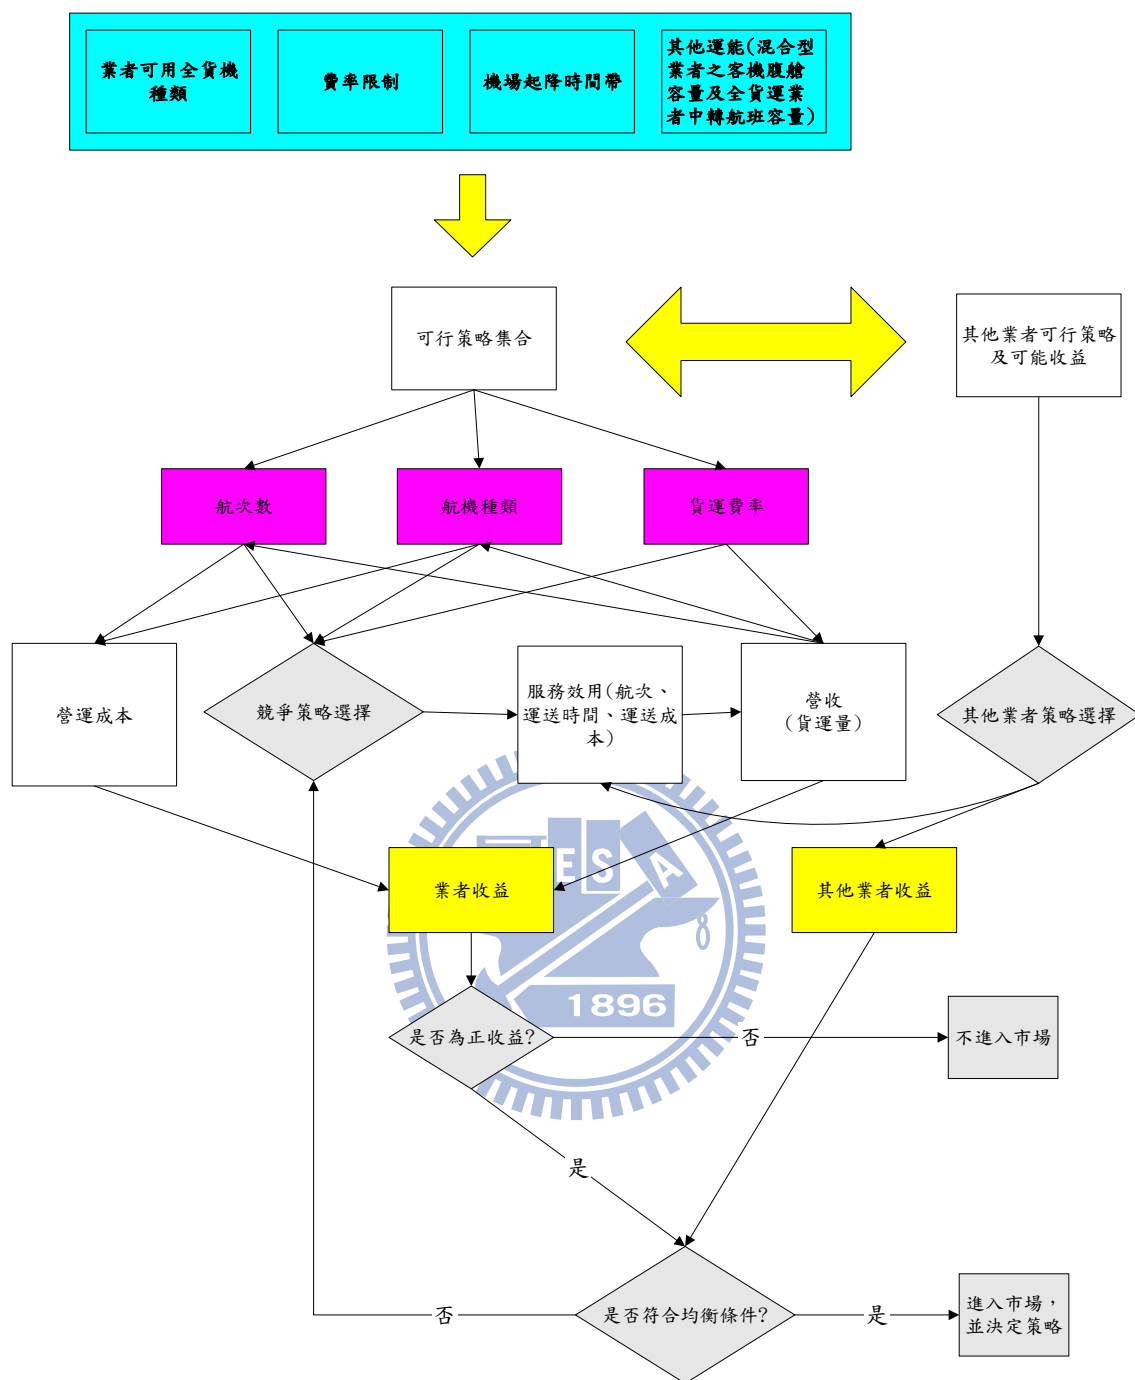 業者可用全貨機
種類
費率限制
機場起降時間帶
其他運能(混合型
業者之客機腹艙
容量及全貨運業
者中轉航班容量)
可行策略集合
其他業者可行策略
及可能收益
航次數
航機種類
貨運費率
營運成本
競爭策略選擇
服務效用(航次、
運送時間、運送成
本)
營收
(貨運量)
其他業者策略選擇
ESA
業者收益
其他業者收益
1896
是否為正收益?
否
不進入市場
是
是否符合均衡條件?
否
是
進入市場，
並決定策略